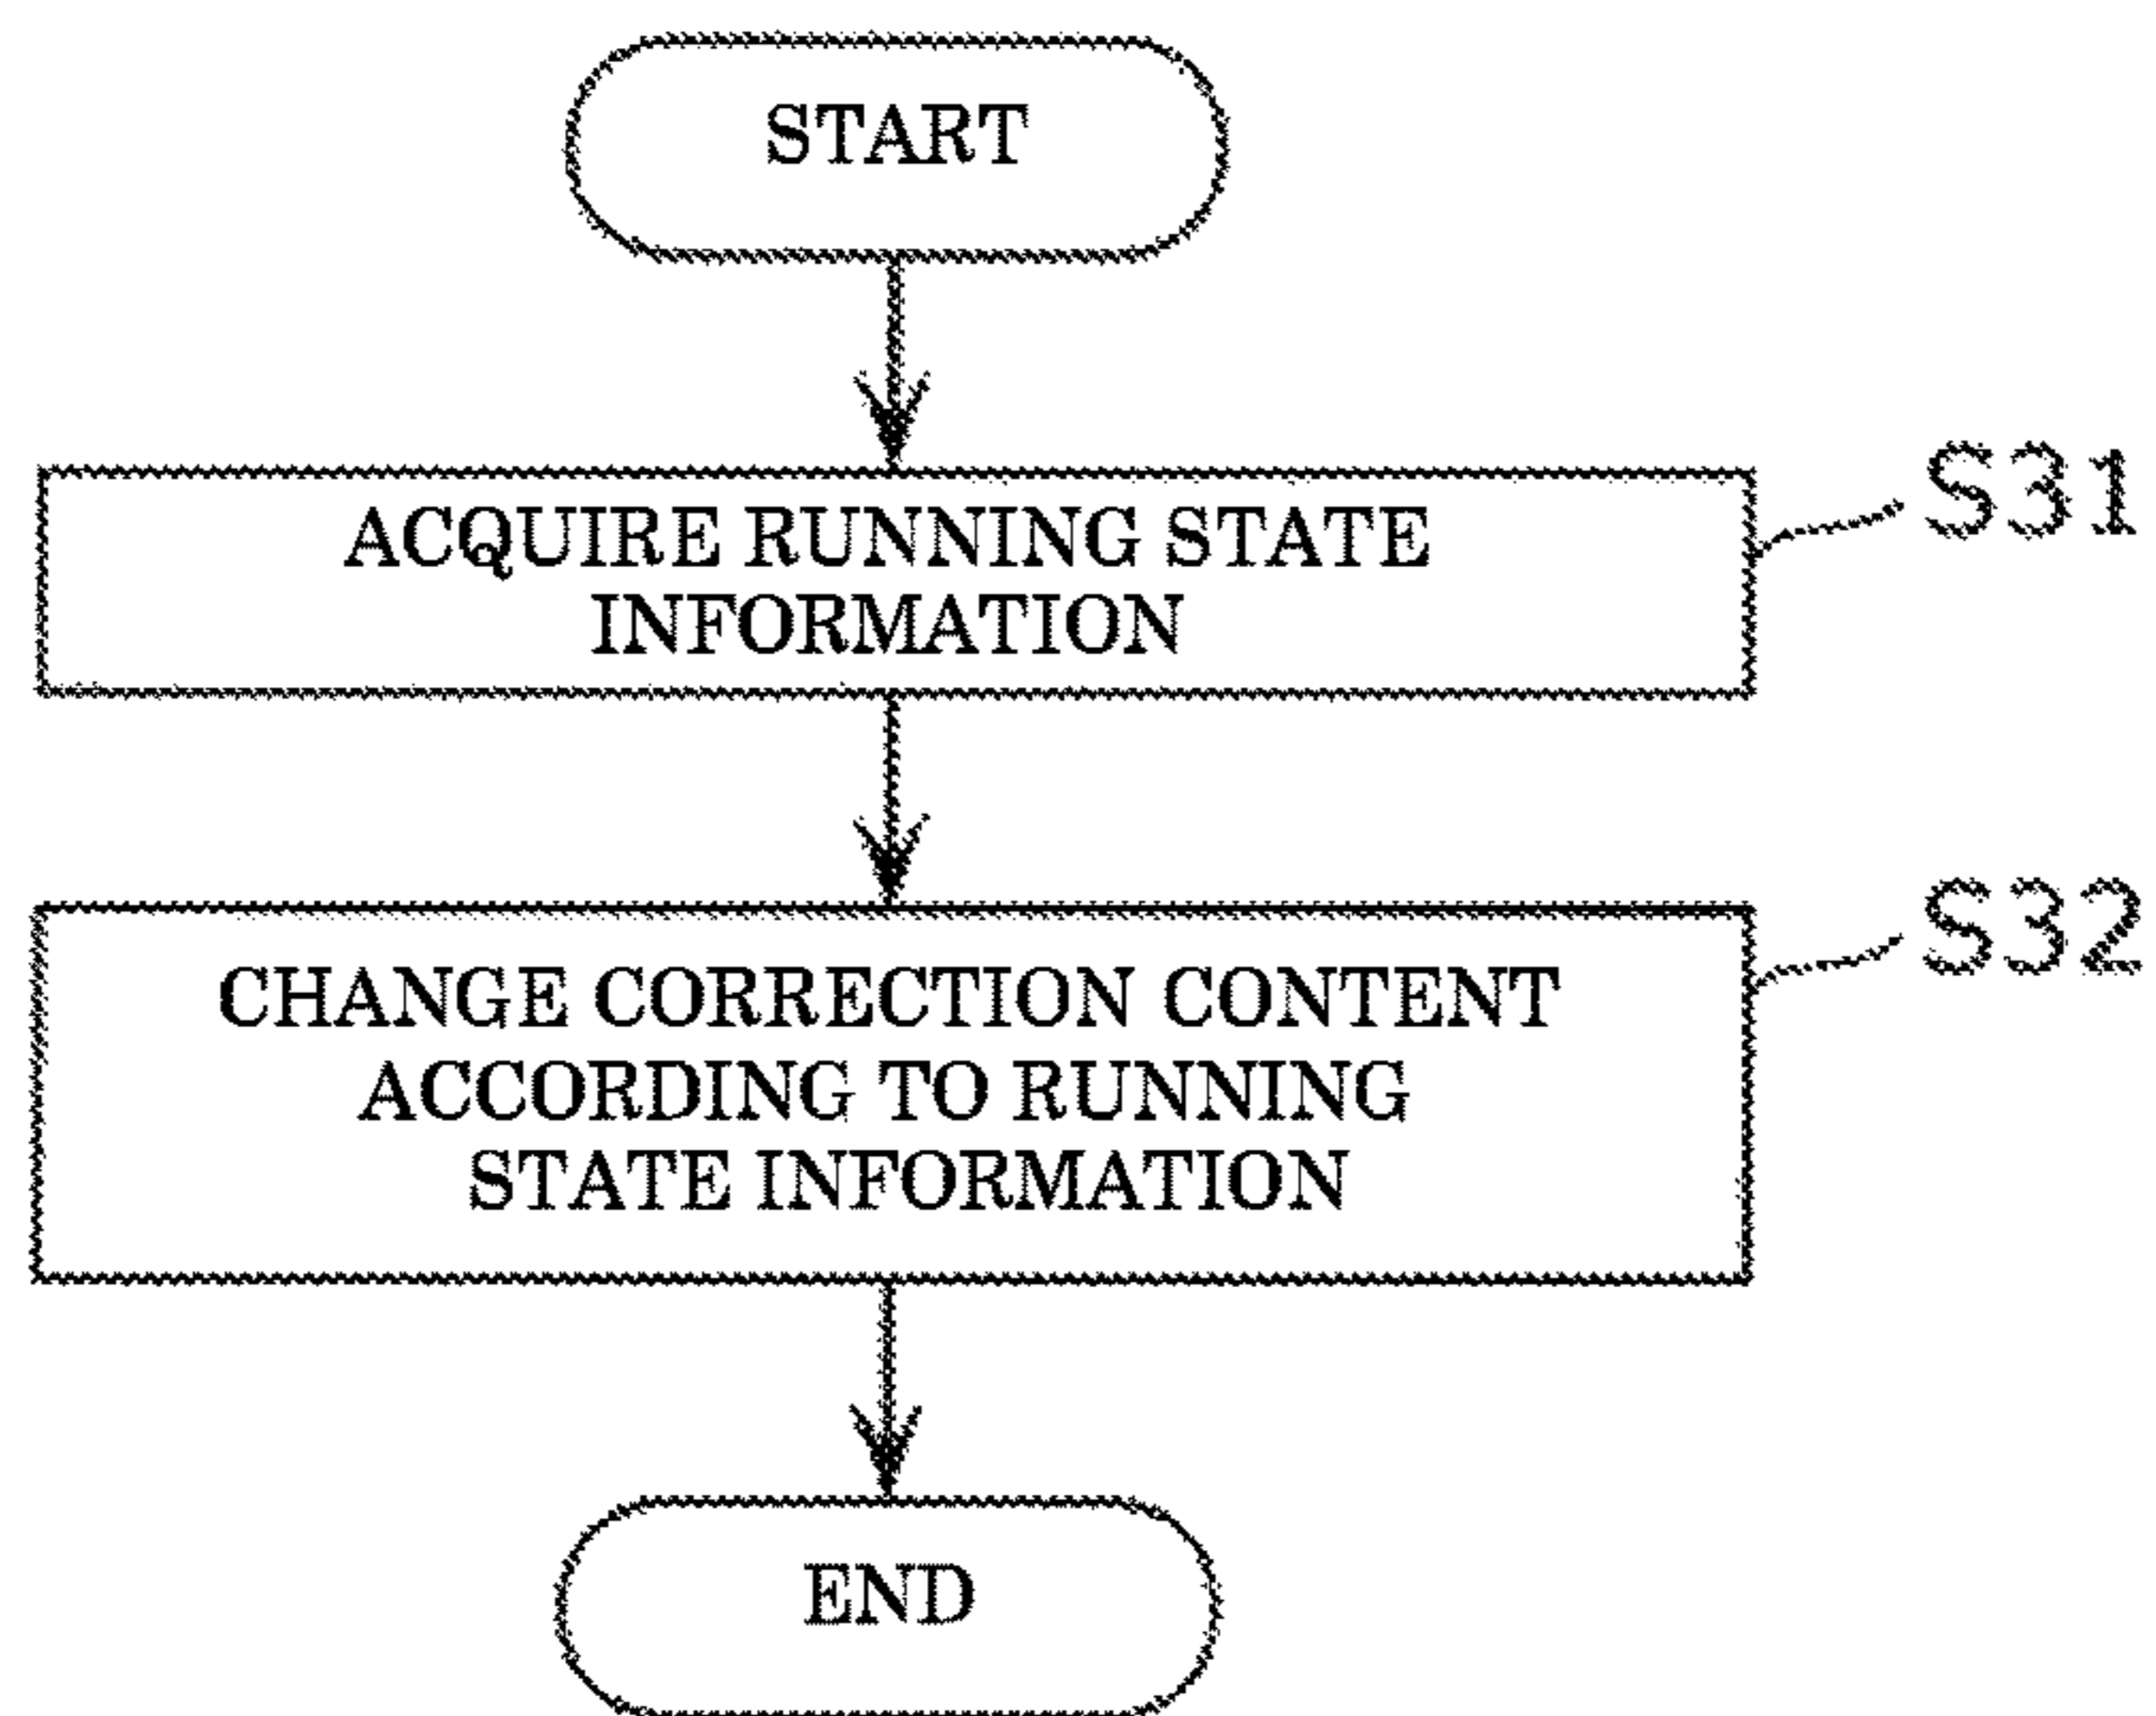 START
ACQUIRE RUNNING STATE
INFORMATION
S31
CHANGE CORRECTION CONTENT
ACCORDING TO RUNNING
STATE INFORMATION
S32
END